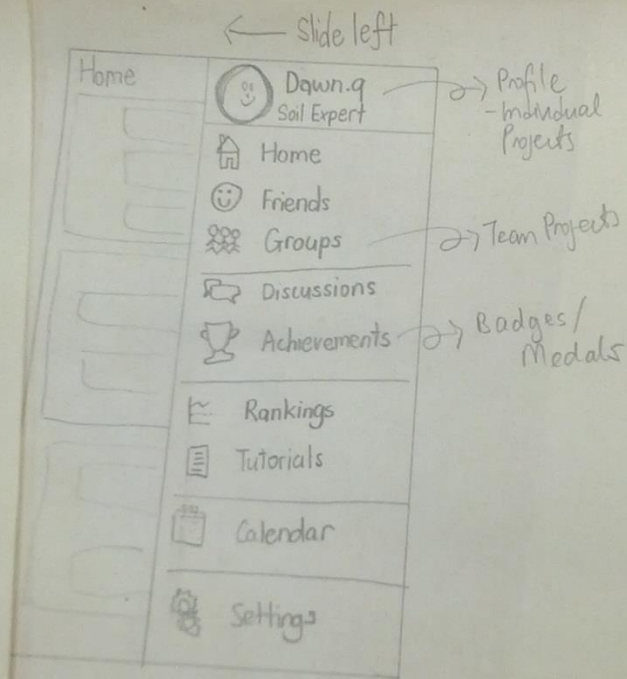 ← Slide left
Home
Dawn.q
Soil Expert
Profile
- Individual
Projects
Home
Friends
Groups
Team Projects
Discussions
Achievements
Badges/
Medals
Rankings
Tutorials
Calendar
Settings